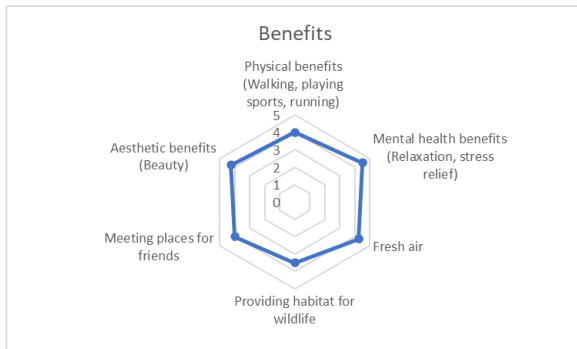 Benefits
Physical benefits
(Walking, playing
sports, running)
Mental health benefits
(Relaxation, stress
relief)
Fresh air
Providing habitat for
wildlife
Meeting places for
friends
Aesthetic benefits
(Beauty)
5
4
3
2
1
0